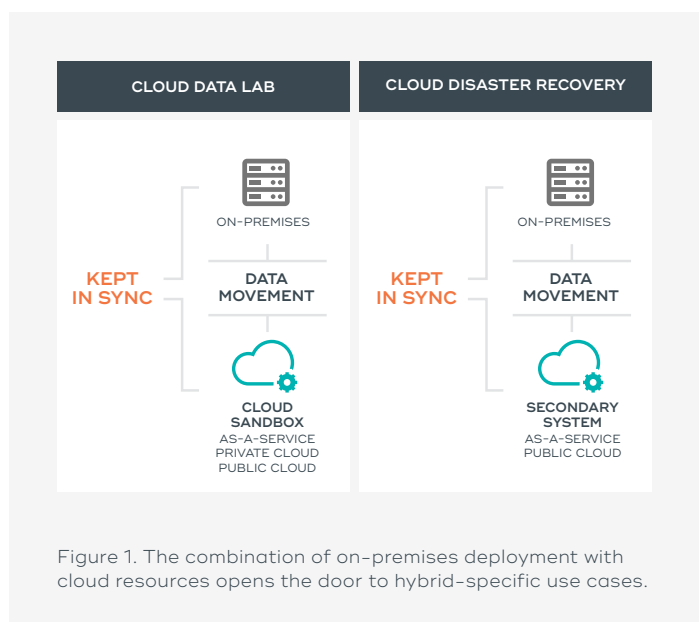 CLOUD DATA LAB
ON-PREMISES
KEPT
IN SYNC
DATA
MOVEMENT
CLOUD
SANDBOX
AS-A-SERVICE
PRIVATE CLOUD
PUBLIC CLOUD
CLOUD DISASTER RECOVERY
ON-PREMISES
KEPT
IN SYNC
DATA
MOVEMENT
SECONDARY
SYSTEM
AS-A-SERVICE
PUBLIC CLOUD
Figure 1. The combination of on-premises deployment with
cloud resources opens the door to hybrid-specific use cases.